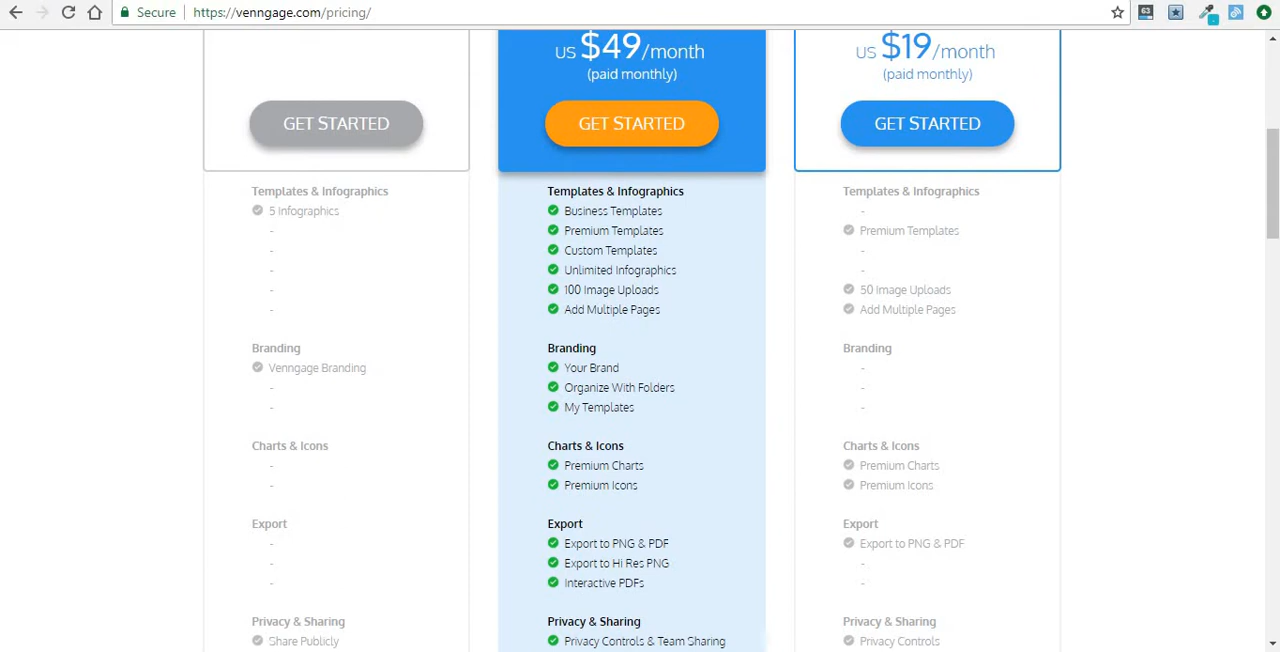 Secure
https://venngage.com/pricing/
63
US $49/month
(paid monthly)
GET STARTED
US $19/month
(paid monthly)
GET STARTED
GET STARTED
Templates & Infographics
5 Infographics
-
-
-
-
-
Branding
Venngage Branding
-
-
Charts & Icons
-
-
Export
-
-
-
Privacy & Sharing
Share Publicly
Templates & Infographics
Business Templates
Premium Templates
Custom Templates
Unlimited Infographics
100 Image Uploads
Add Multiple Pages
Branding
Your Brand
Organize With Folders
My Templates
Charts & Icons
Premium Charts
Premium Icons
Export
Export to PNG & PDF
Export to Hi Res PNG
Interactive PDFs
Privacy & Sharing
Privacy Controls & Team Sharing
Templates & Infographics
-
Premium Templates
-
-
50 Image Uploads
Add Multiple Pages
Branding
-
-
-
Charts & Icons
Premium Charts
Premium Icons
Export
Export to PNG & PDF
-
-
Privacy & Sharing
Privacy Controls